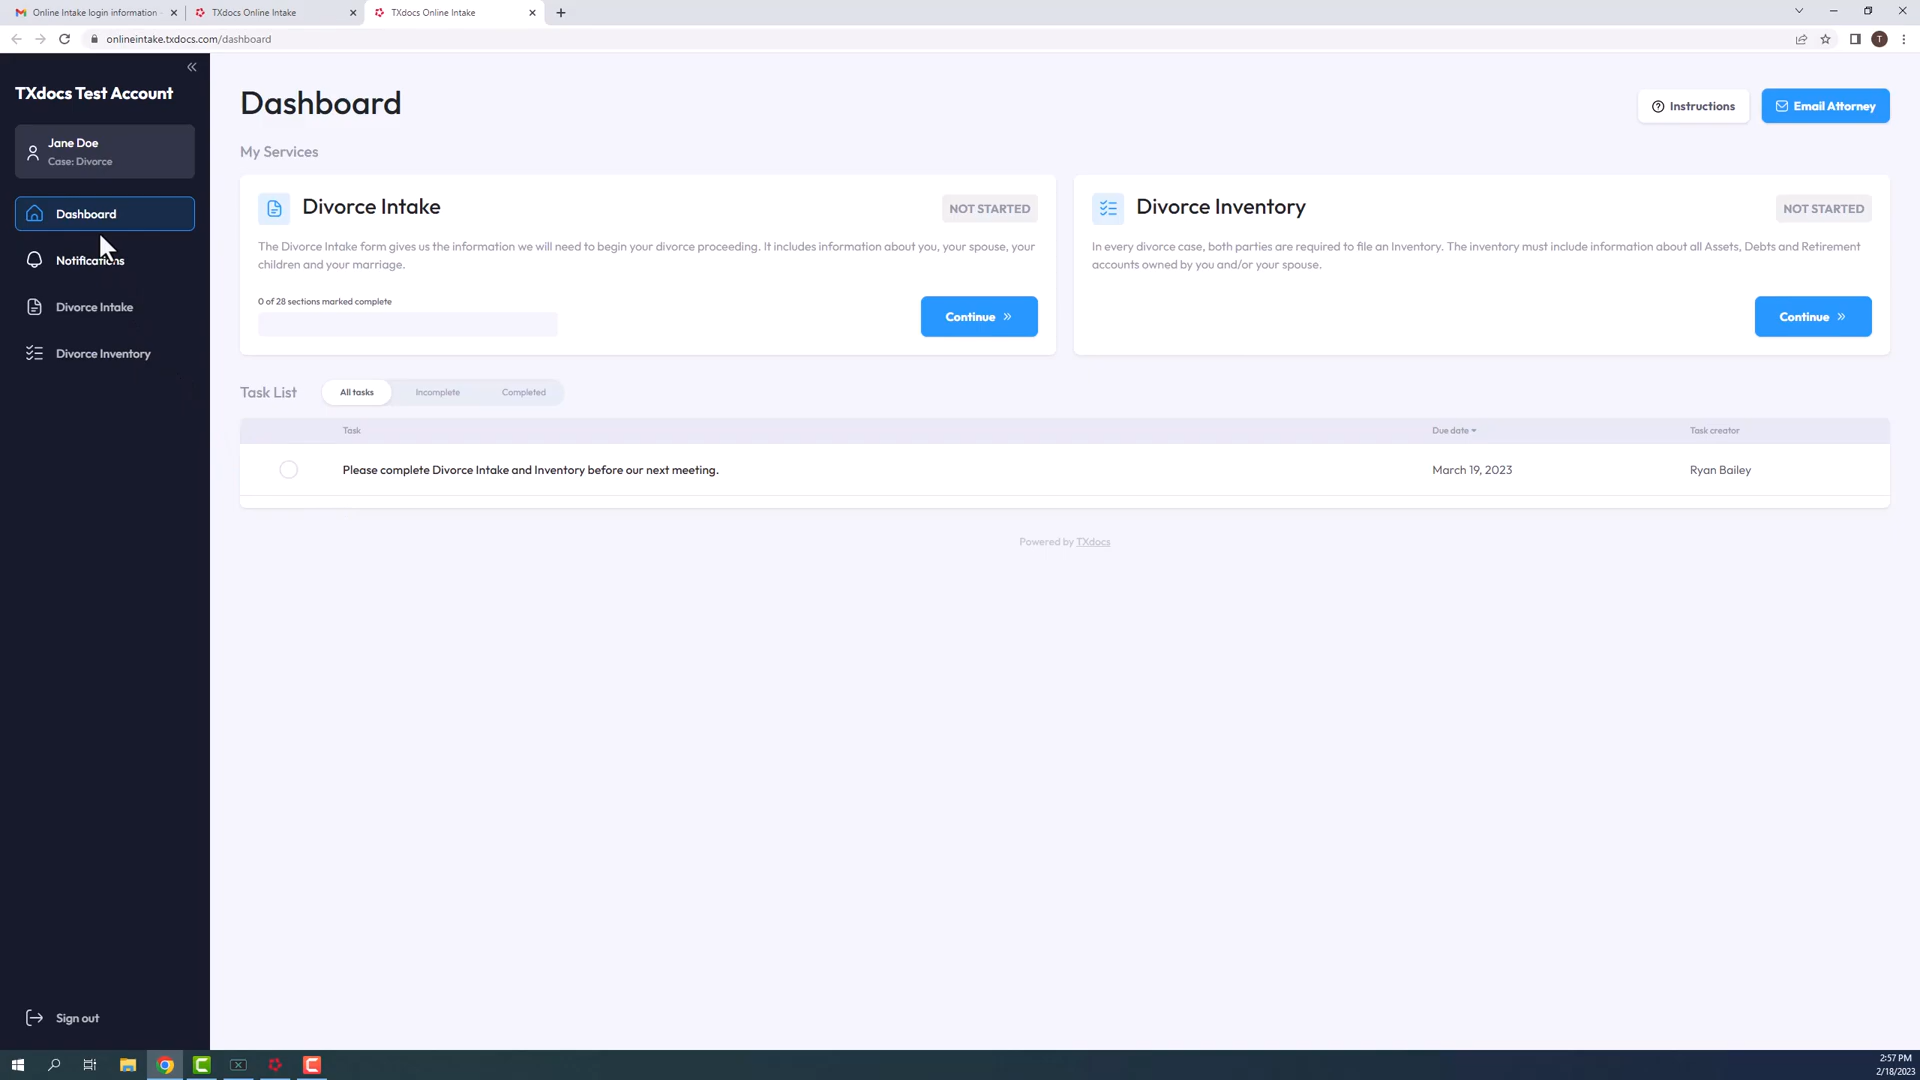 Online Intake login information
TXdocs Online Intake
TXdocs Online Intake
onlineintake.txdocs.com/dashboard
T
TXdocs Test Account
Jane Doe
Case: Divorce
Dashboard
Notifications
Divorce Intake
Divorce Inventory
Sign out
Dashboard
Instructions
Email Attorney
My Services
Divorce Intake
NOT STARTED
The Divorce Intake form gives us the information we will need to begin your divorce proceeding. It includes information about you, your spouse, your
children and your marriage.
0 of 28 sections marked complete
Continue
Divorce Inventory
NOT STARTED
In every divorce case, both parties are required to file an Inventory. The inventory must include information about all Assets, Debts and Retirement
accounts owned by you and/or your spouse.
Continue
Task List
All tasks
Incomplete
Completed
Task
Due date
Task creator
Please complete Divorce Intake and Inventory before our next meeting.
March 19, 2023
Ryan Bailey
Powered by TXdocs
2:57 PM
2/18/2023